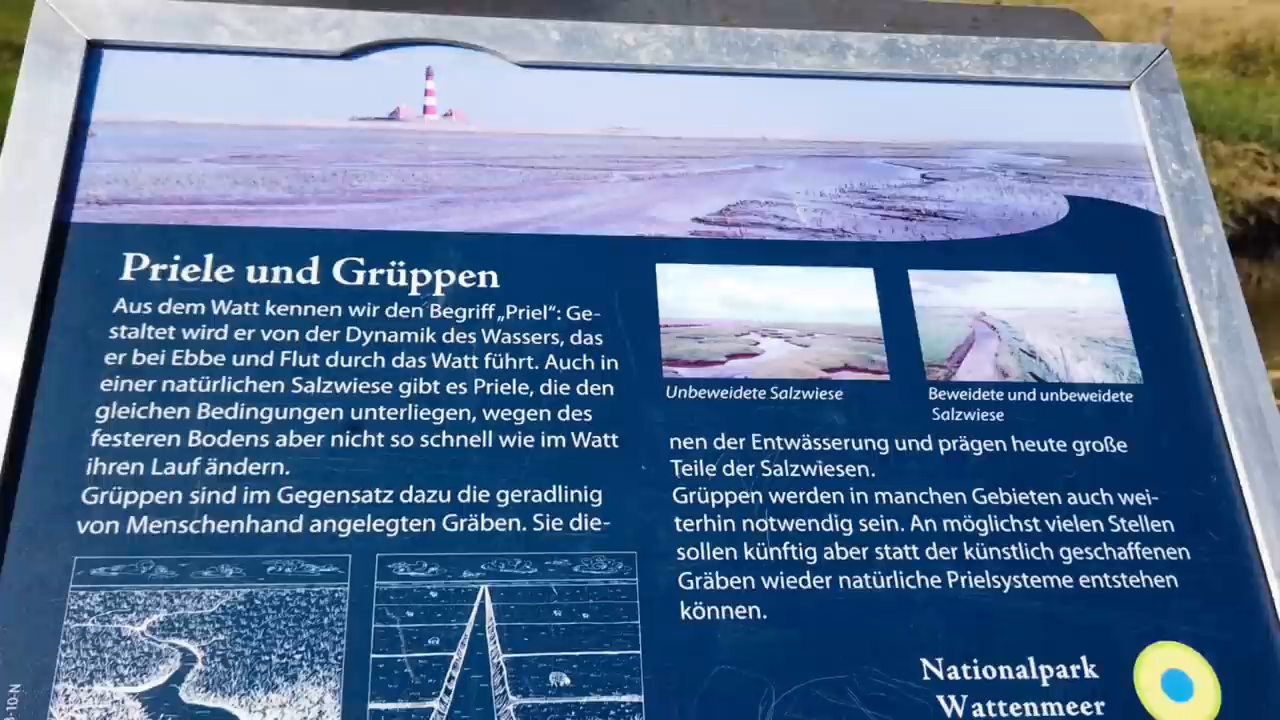 Priele und Grüppen
Aus dem Watt kennen wir den Begriff „Priel“: Ge-
staltet wird er von der Dynamik des Wassers, das
er bei Ebbe und Flut durch das Watt führt. Auch in
einer natürlichen Salzwiese gibt es Priele, die den
gleichen Bedingungen unterliegen, wegen des
festeren Bodens aber nicht so schnell wie im Watt
ihren Lauf ändern.
Grüppen sind im Gegensatz dazu die geradlinig
von Menschenhand angelegten Gräben. Sie die-
Unbeweidete Salzwiese
Beweidete und unbeweidete
Salzwiese
nen der Entwässerung und prägen heute große
Teile der Salzwiesen.
Grüppen werden in manchen Gebieten auch wei-
terhin notwendig sein. An möglichst vielen Stellen
sollen künftig aber statt der künstlich geschaffenen
Gräben wieder natürliche Prielsysteme entstehen
können.
Nationalpark
Wattenmeer
-10-N